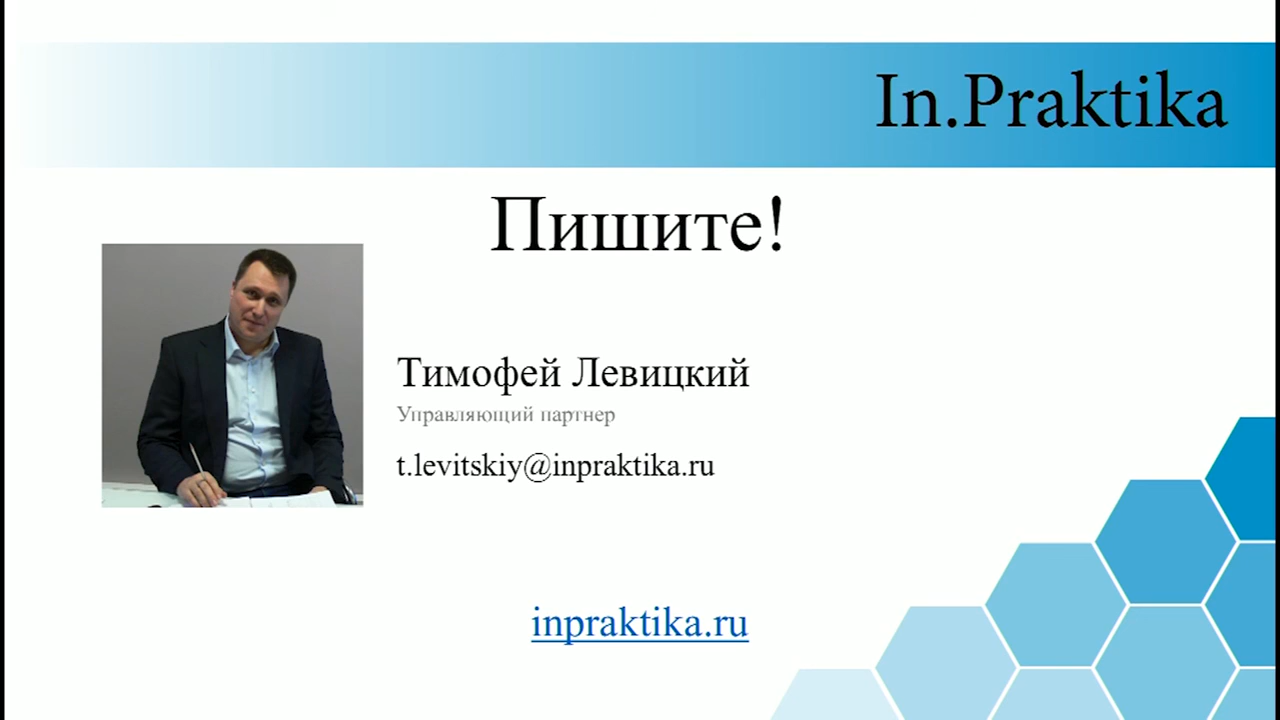 In.Praktika
Пишите!
Тимофей Левицкий
Управляющий партнер
t.levitskiy@inpraktika.ru
inpraktika.ru